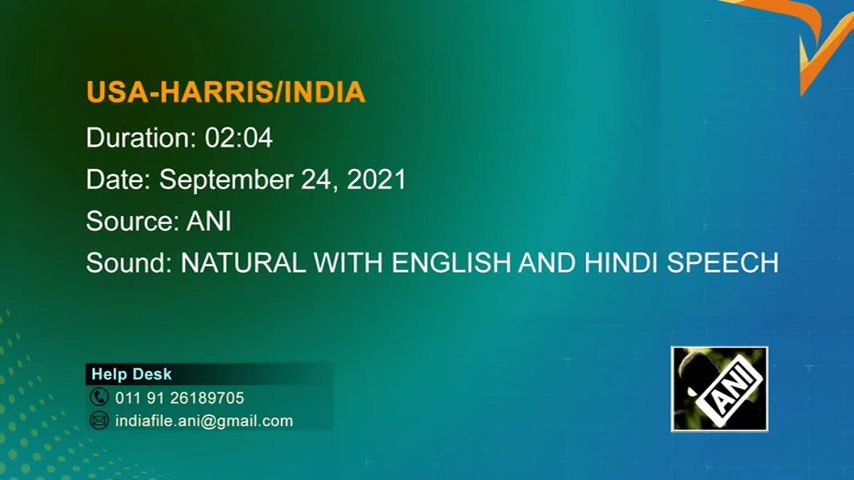 USA-HARRIS/INDIA
Duration: 02:04
Date: September 24, 2021
Source: ANI
Sound: NATURAL WITH ENGLISH AND HINDI SPEECH
Help Desk
011 91 26189705
indiafile.ani@gmail.com
ANI